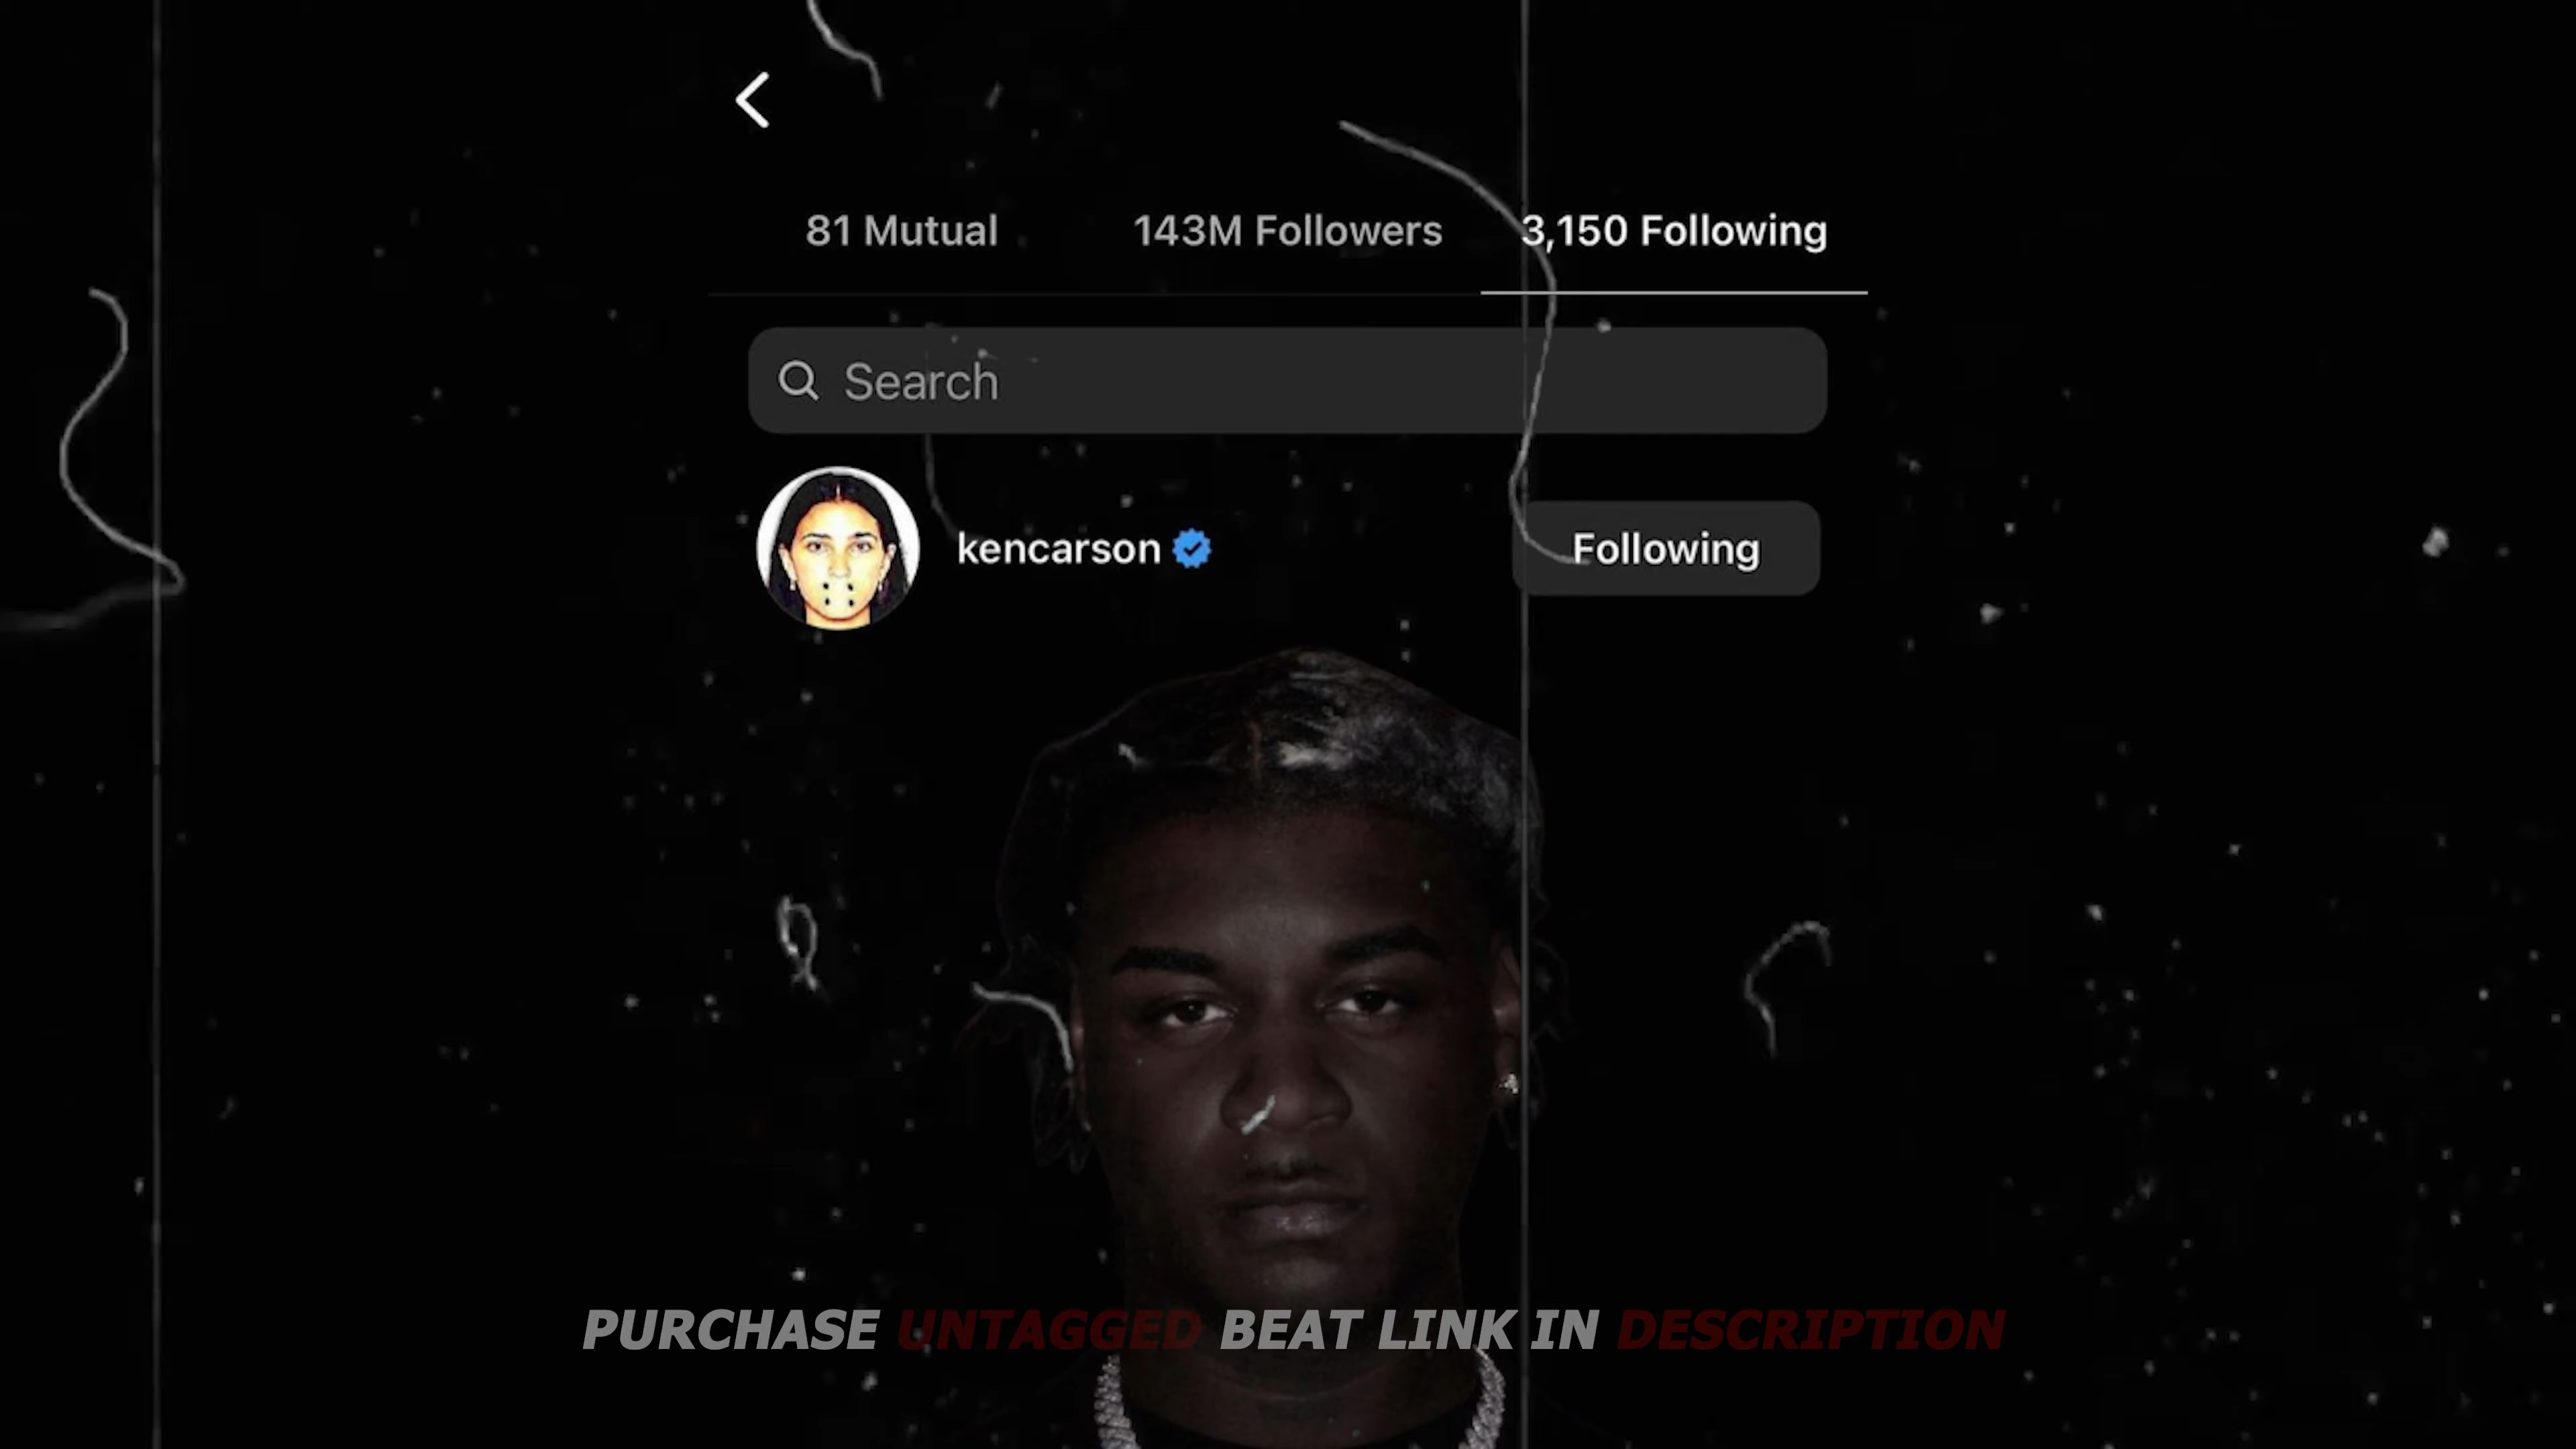 81 Mutual 143M Followers 3,150 Following
Search
kencarson Following
PURCHASE UNTAGGED BEAT LINK IN DESCRIPTION